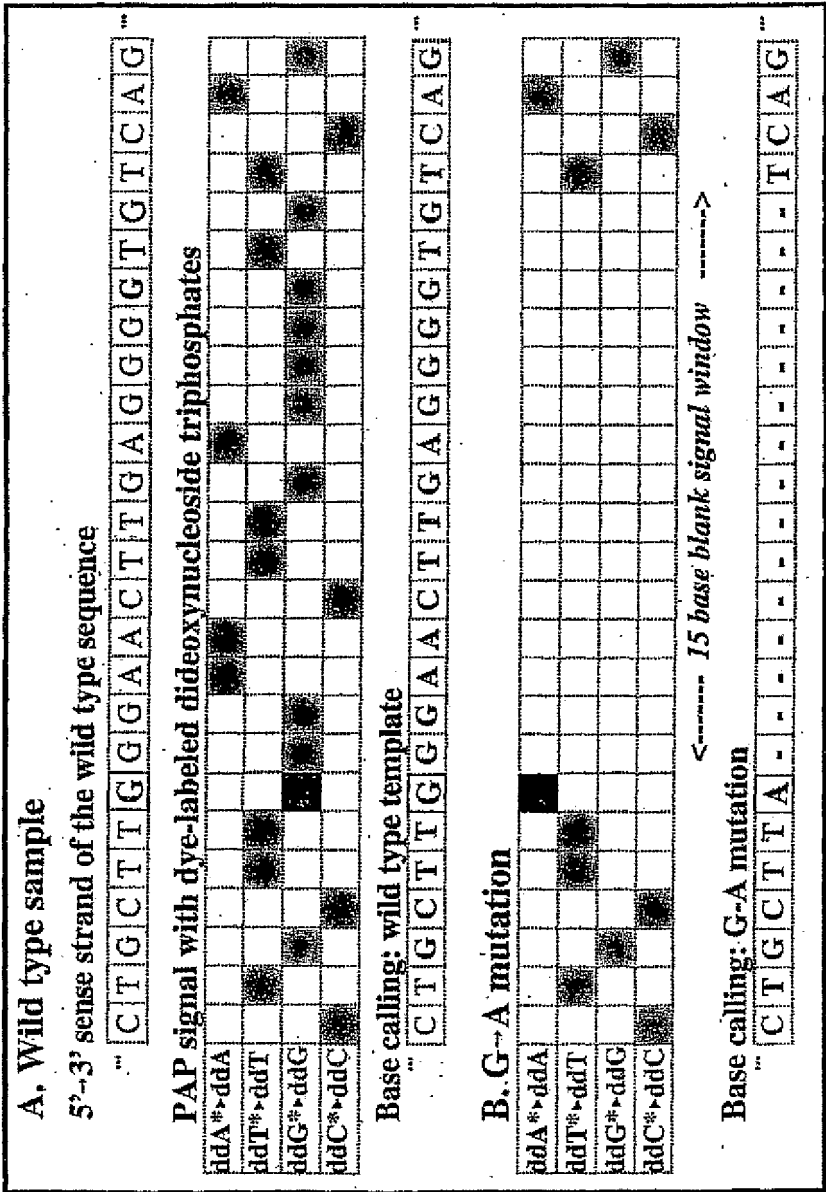 A. Wild type sample
5'-3' sense strand of the wild type sequence
... C T G C T T G G G A A C T T G A G G G G T G T C A G ...
PAP signal with dye-labeled dideoxynucleoside triphosphates
ddA*▸ddA
ddT*▸ddT
ddG*▸ddG
ddC*▸ddC
Base calling: wild type template
... C T G C T T G G G A A C T T G A G G G G T G T C A G ...
B. G→A mutation
ddA*▸ddA
ddT*▸ddT
ddG*▸ddG
ddC*▸ddC
<------ 15 base blank signal window ------>
Base calling: G-A mutation
... C T G C T T A - - - - - - - - - - - - - - - T C A G ...